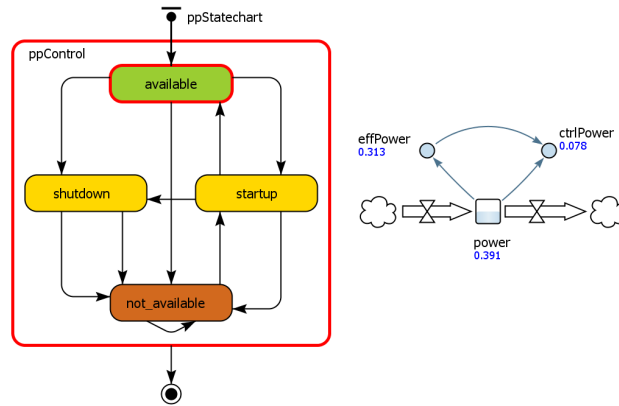 ppStatechart
ppControl
available
shutdown
startup
not_available
effPower
0.313
ctrlPower
0.078
power
0.391